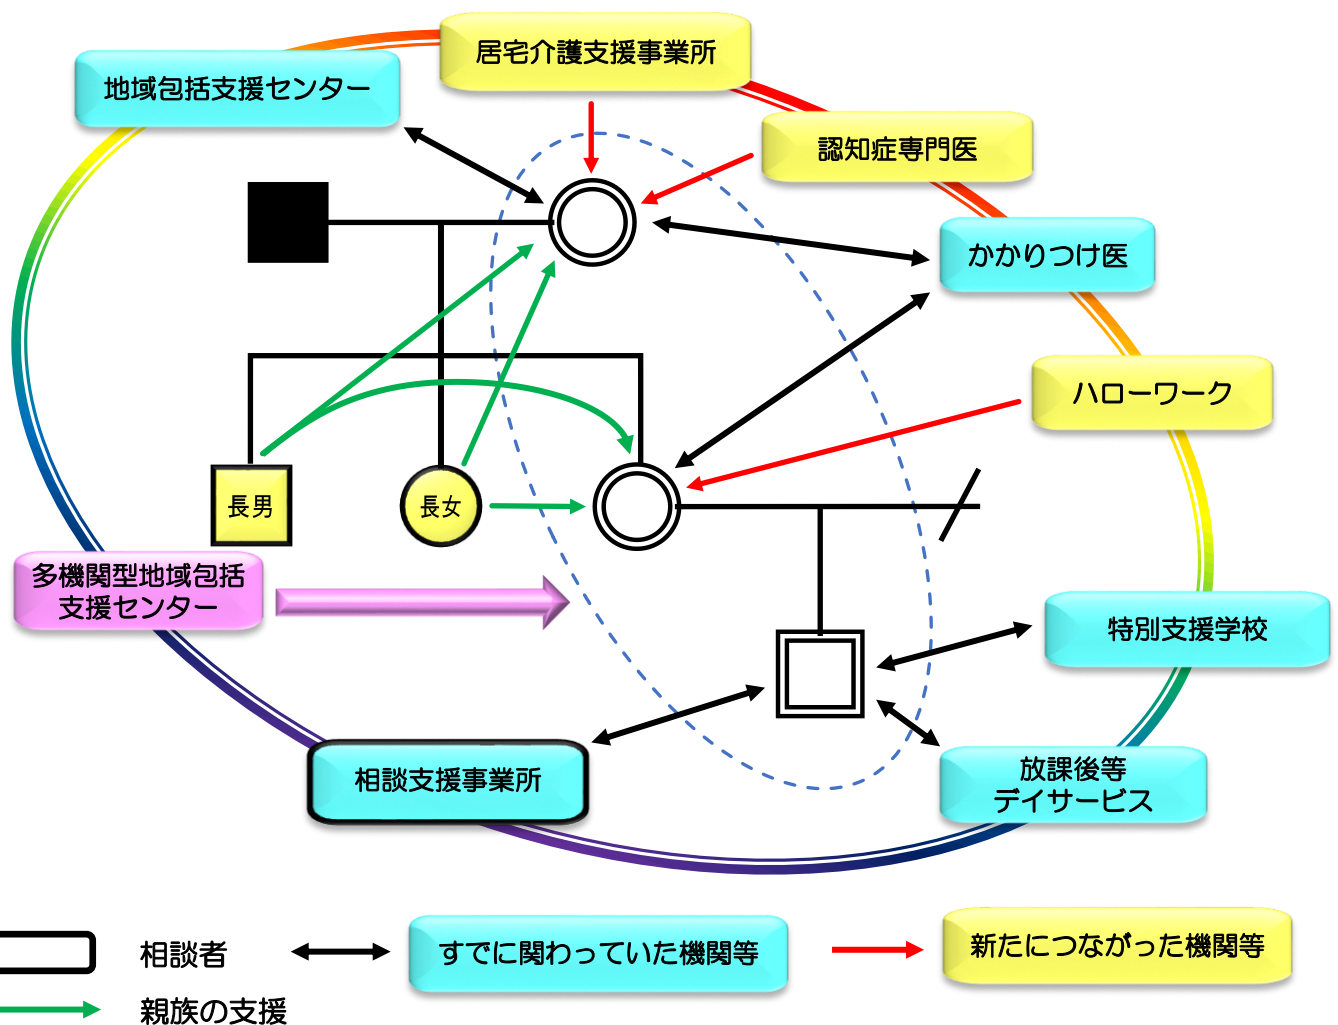 居宅介護支援事業所
地域包括支援センター
認知症専門医
かかりつけ医
ハローワーク
長男
長女
多機関型地域包括
支援センター
特別支援学校
相談支援事業所
放課後等
デイサービス
相談者
すでに関わっていた機関等
新たにつながった機関等
親族の支援